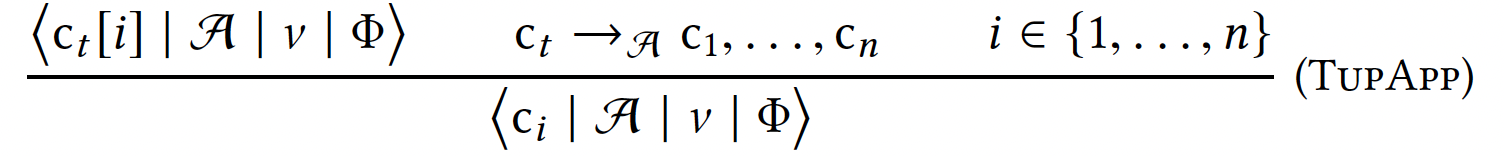 ⟨c_t[i] | 𝒜 | ν | Φ⟩ c_t →_𝒜 c_1, . . . , c_n i ∈ {1, . . . , n}
(TupApp)
⟨c_i | 𝒜 | ν | Φ⟩